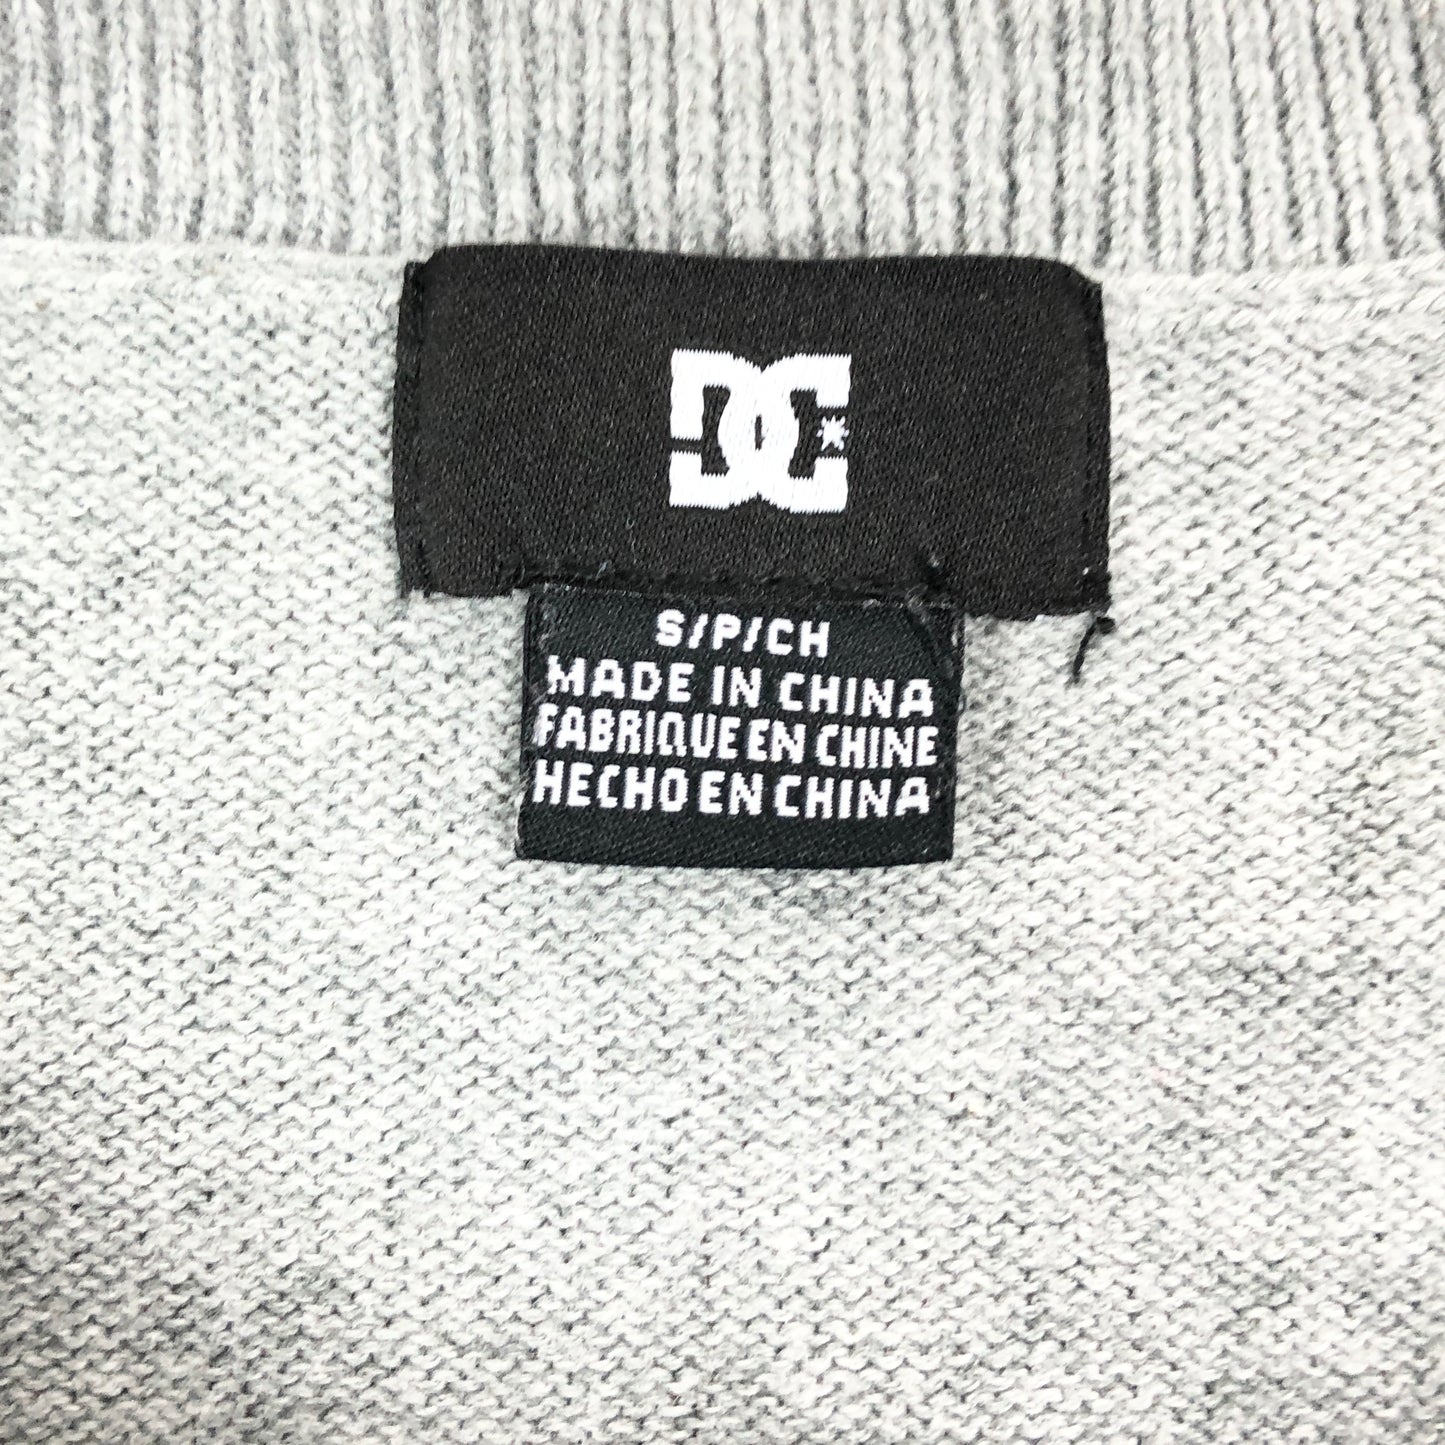 DC
S/P/CH
MADE IN CHINA
FABRIQUE EN CHINE
HECHO EN CHINA